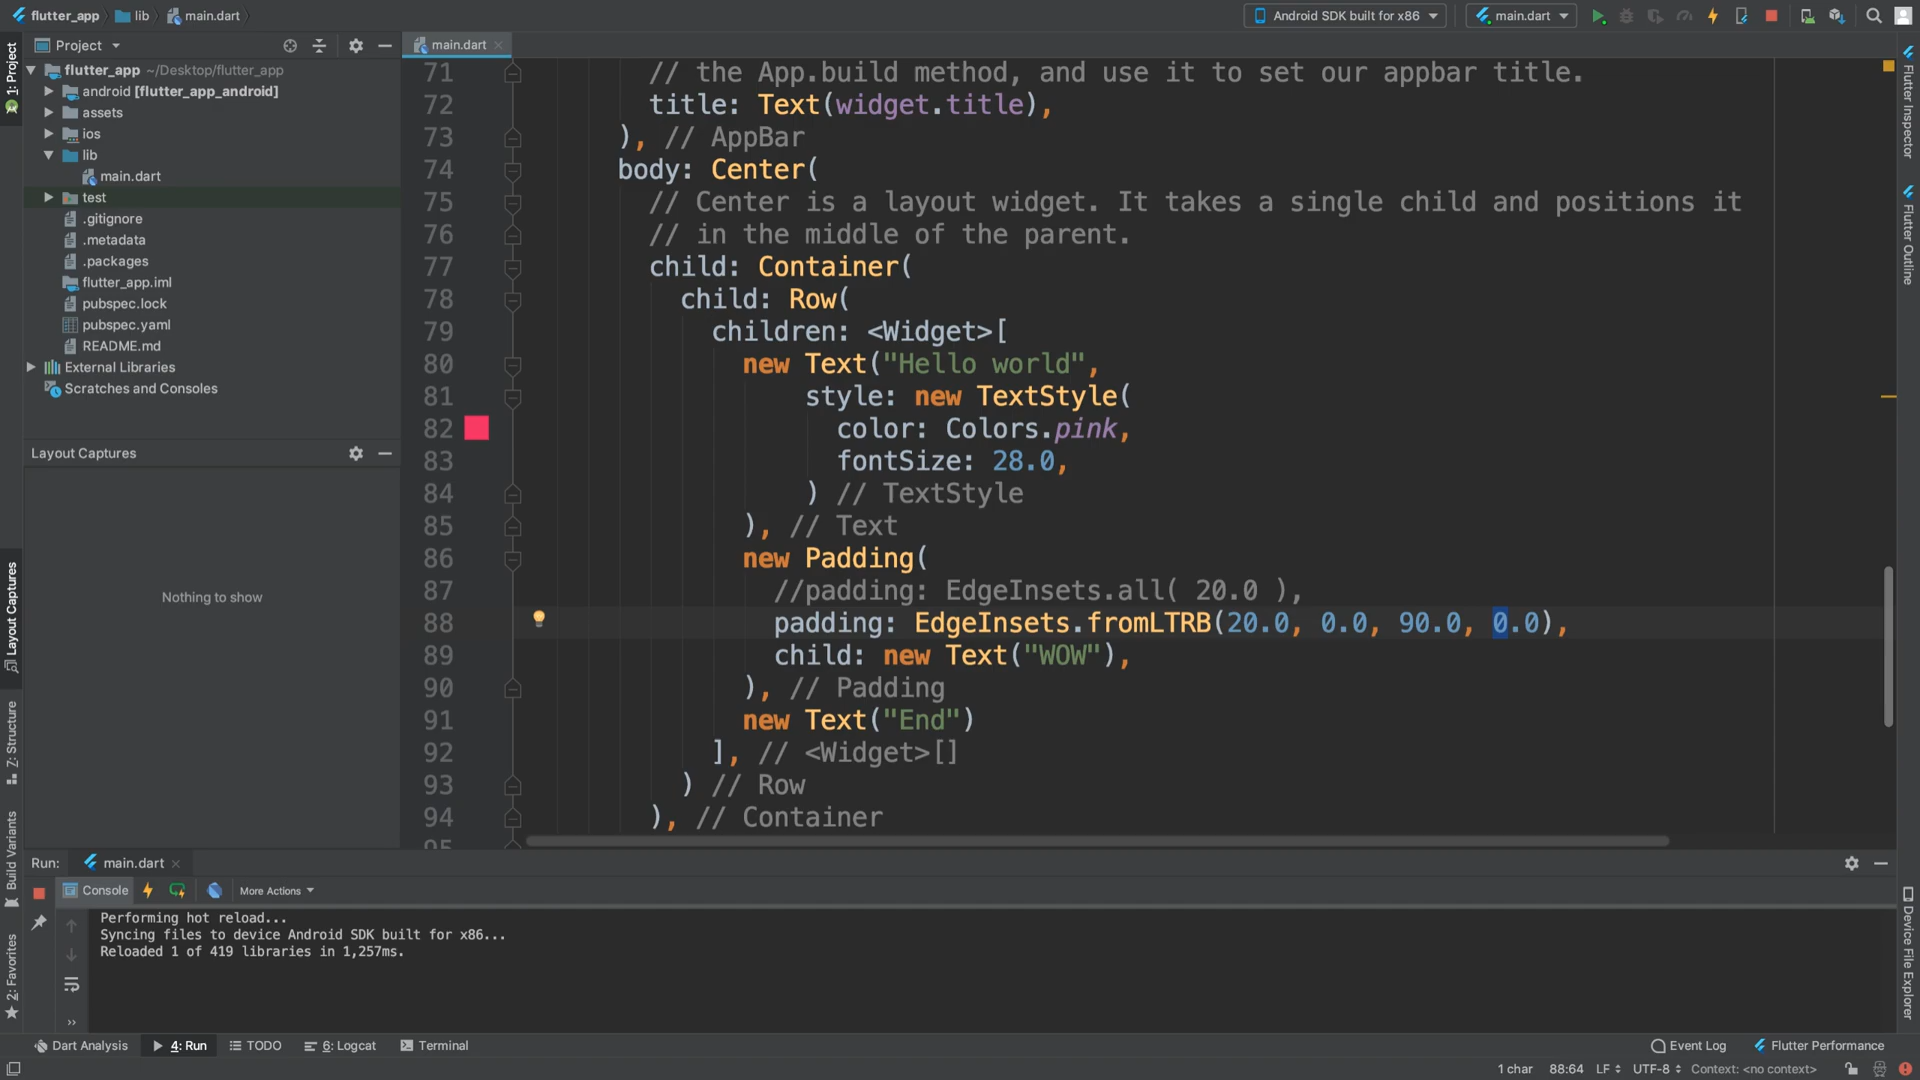 flutter_app
lib
main.dart
Android SDK built for x86
main.dart
1: Project
Project
main.dart
flutter_app ~/Desktop/flutter_app
android [flutter_app_android]
assets
ios
lib
main.dart
test
.gitignore
.metadata
.packages
flutter_app.iml
pubspec.lock
pubspec.yaml
README.md
External Libraries
Scratches and Consoles
Layout Captures
Nothing to show
Layout Captures
Z: Structure
Build Variants
2: Favorites
71 // the App.build method, and use it to set our appbar title.
72 title: Text(widget.title),
73 ), // AppBar
74 body: Center(
75 // Center is a layout widget. It takes a single child and positions it
76 // in the middle of the parent.
77 child: Container(
78 child: Row(
79 children: <Widget>[
80 new Text("Hello world",
81 style: new TextStyle(
82 color: Colors.pink,
83 fontSize: 28.0,
84 ) // TextStyle
85 ), // Text
86 new Padding(
87 //padding: EdgeInsets.all( 20.0 ),
88 padding: EdgeInsets.fromLTRB(20.0, 0.0, 90.0, 0.0),
89 child: new Text("WOW"),
90 ), // Padding
91 new Text("End")
92 ], // <Widget>[]
93 ) // Row
94 ), // Container
95
Flutter Inspector
Flutter Outline
Device File Explorer
Run:
main.dart
Console
More Actions
Performing hot reload...
Syncing files to device Android SDK built for x86...
Reloaded 1 of 419 libraries in 1,257ms.
Dart Analysis
4: Run
TODO
6: Logcat
Terminal
Event Log
Flutter Performance
1 char
88:64
LF
UTF-8
Context: <no context>